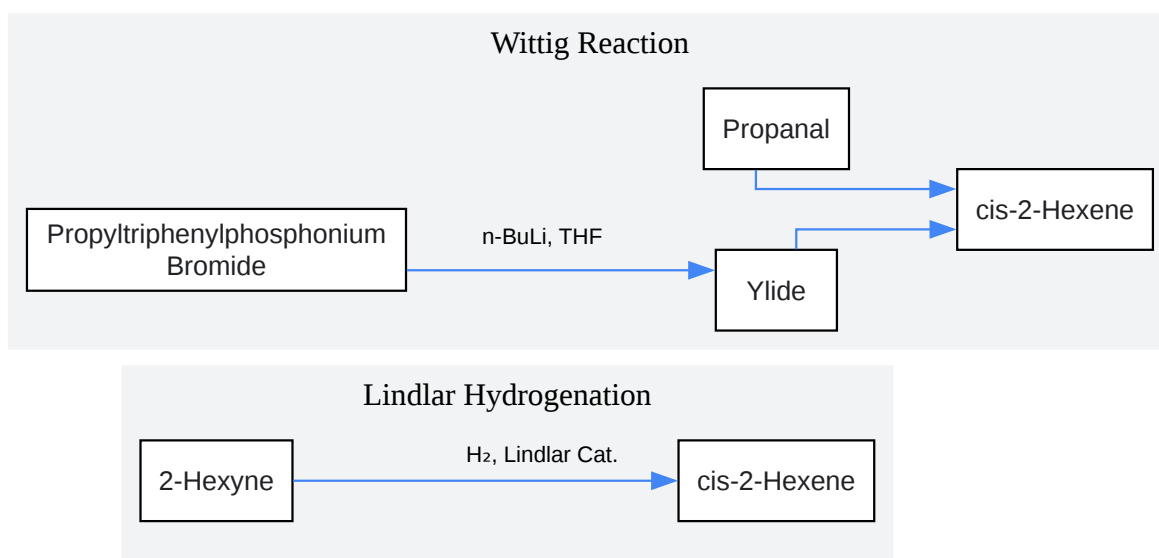 Wittig Reaction
Propanal
cis-2-Hexene
Propyltriphenylphosphonium
Bromide
n-BuLi, THF
Ylide
Lindlar Hydrogenation
2-Hexyne
H₂, Lindlar Cat.
cis-2-Hexene